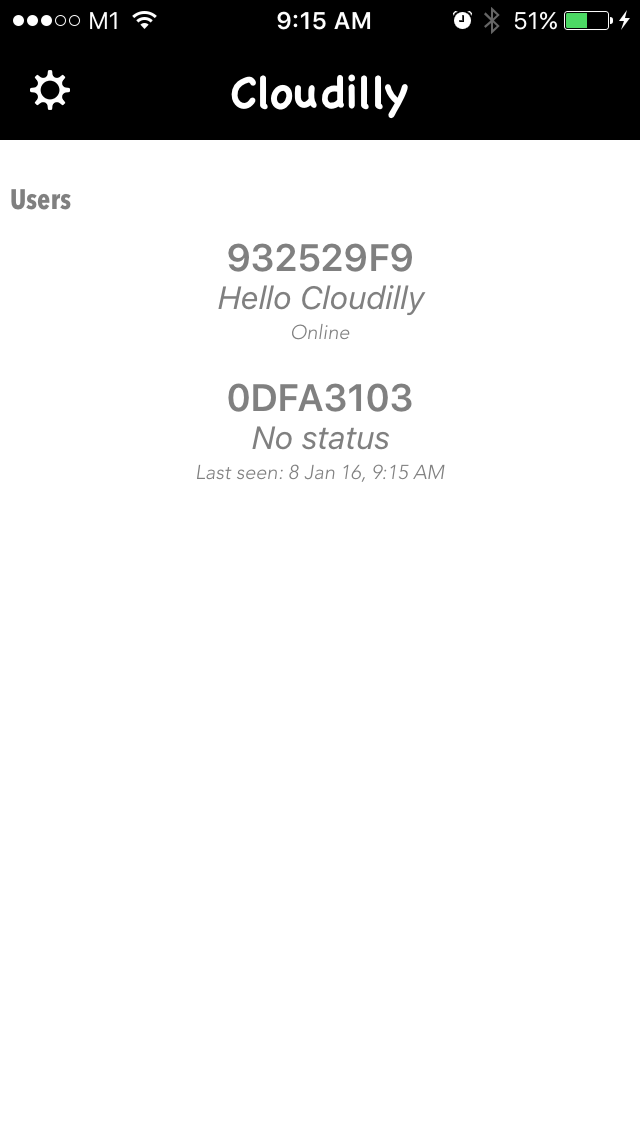 M1 9:15 AM 51%
Cloudilly
Users
932529F9
Hello Cloudilly
Online
0DFA3103
No status
Last seen: 8 Jan 16, 9:15 AM